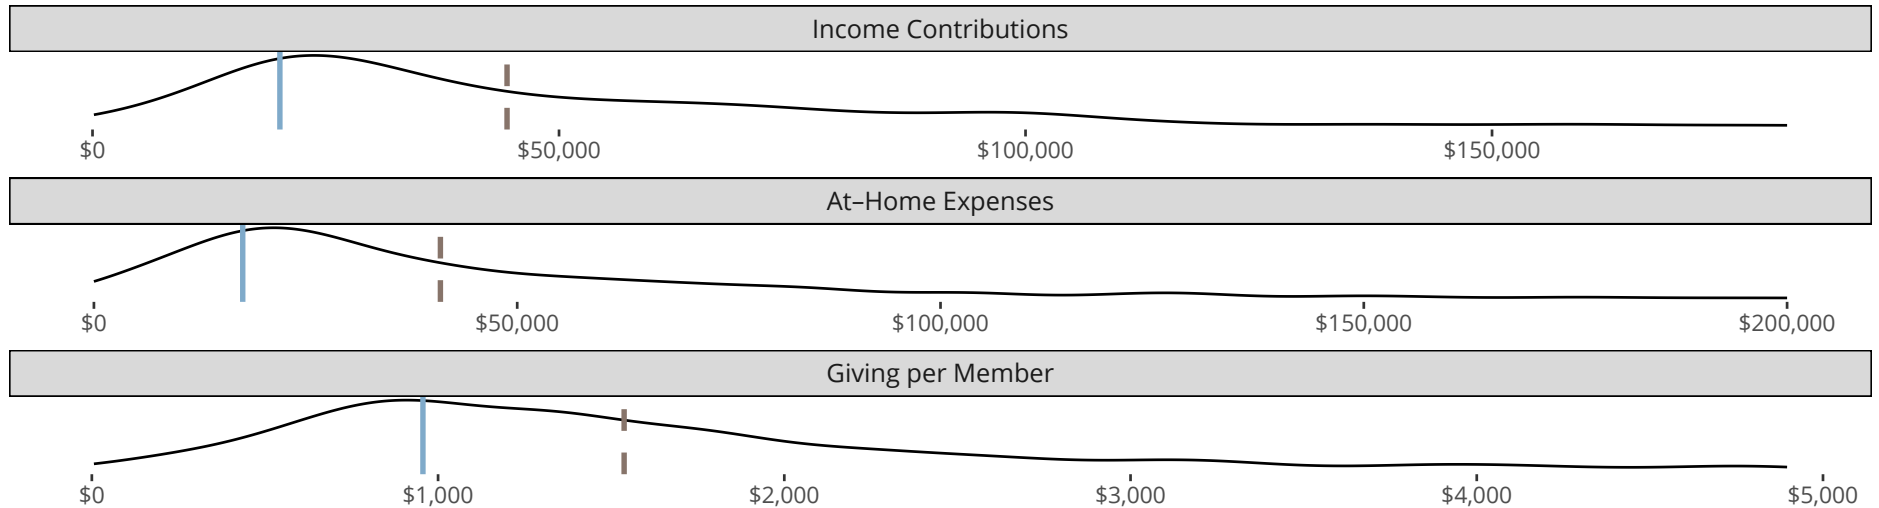 Income Contributions
$0 $50,000 $100,000 $150,000
At–Home Expenses
$0 $50,000 $100,000 $150,000 $200,000
Giving per Member
$0 $1,000 $2,000 $3,000 $4,000 $5,000